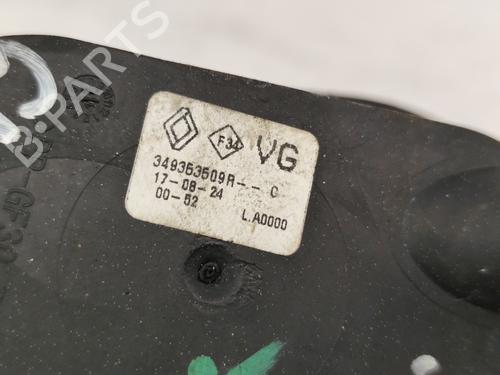 F34
VG
349353509R-- C
17-08-24
00-52
L.A0000
B-PARTS